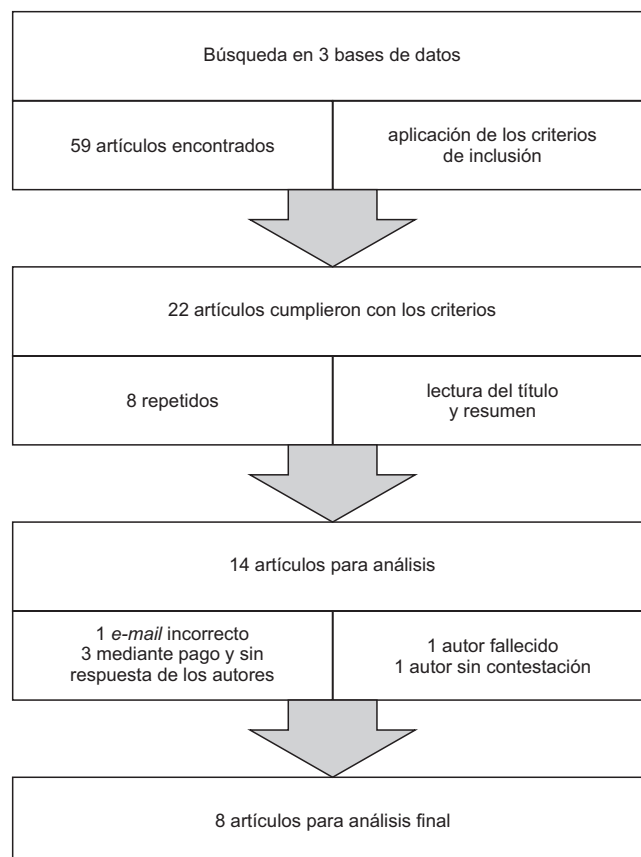 Búsqueda en 3 bases de datos
59 artículos encontrados
aplicación de los criterios
de inclusión
22 artículos cumplieron con los criterios
8 repetidos
lectura del título
y resumen
14 artículos para análisis
1 e-mail incorrecto
3 mediante pago y sin
respuesta de los autores
1 autor fallecido
1 autor sin contestación
8 artículos para análisis final